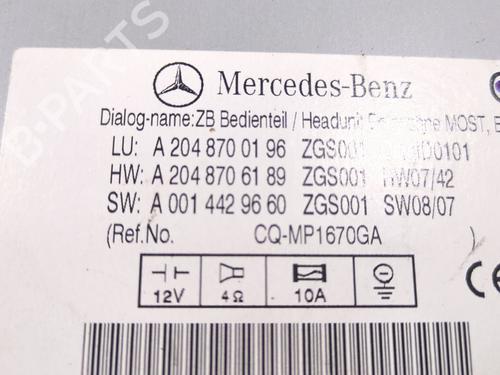 B-PARTS
Mercedes-Benz
Dialog-name:ZB Bedienteil / Headunit MOST, E
LU: A 204 870 01 96 ZGS001
HW: A 204 870 61 89 ZGS001 HW07/42
SW: A 001 442 96 60 ZGS001 SW08/07
(Ref.No. CQ-MP1670GA )
12V 4Ω 10A
CE